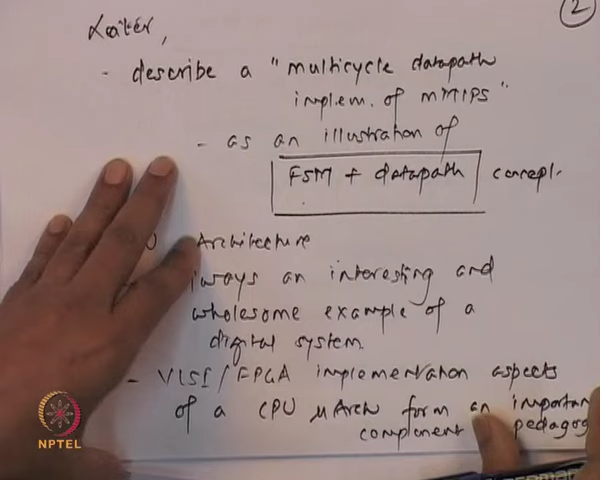 2
Later,
- describe a "multicycle datapath
implem. of mMIPS"
- as an illustration of
FSM + datapath concept.
Architecture
an interesting and
wholesome example of a
digital system
- VLSI/FPGA implementation aspects
of a CPU μArch form an important
component pedagog
NPTEL